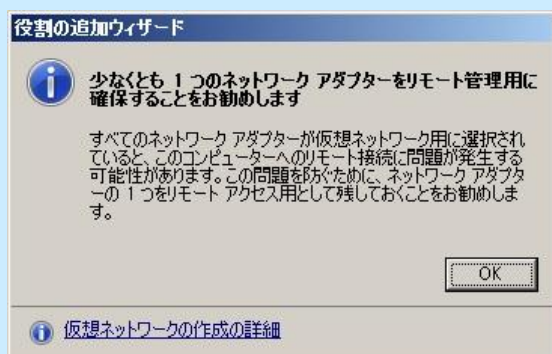 役割の追加ウィザード
少なくとも 1 つのネットワーク アダプターをリモート管理用に
確保することをお勧めします
すべてのネットワーク アダプターが仮想ネットワーク用に選択され
ていると、このコンピューターへのリモート接続に問題が発生する
可能性があります。この問題を防ぐために、ネットワーク アダプタ
ーの 1 つをリモート アクセス用として残しておくことをお勧めしま
す。
OK
仮想ネットワークの作成の詳細